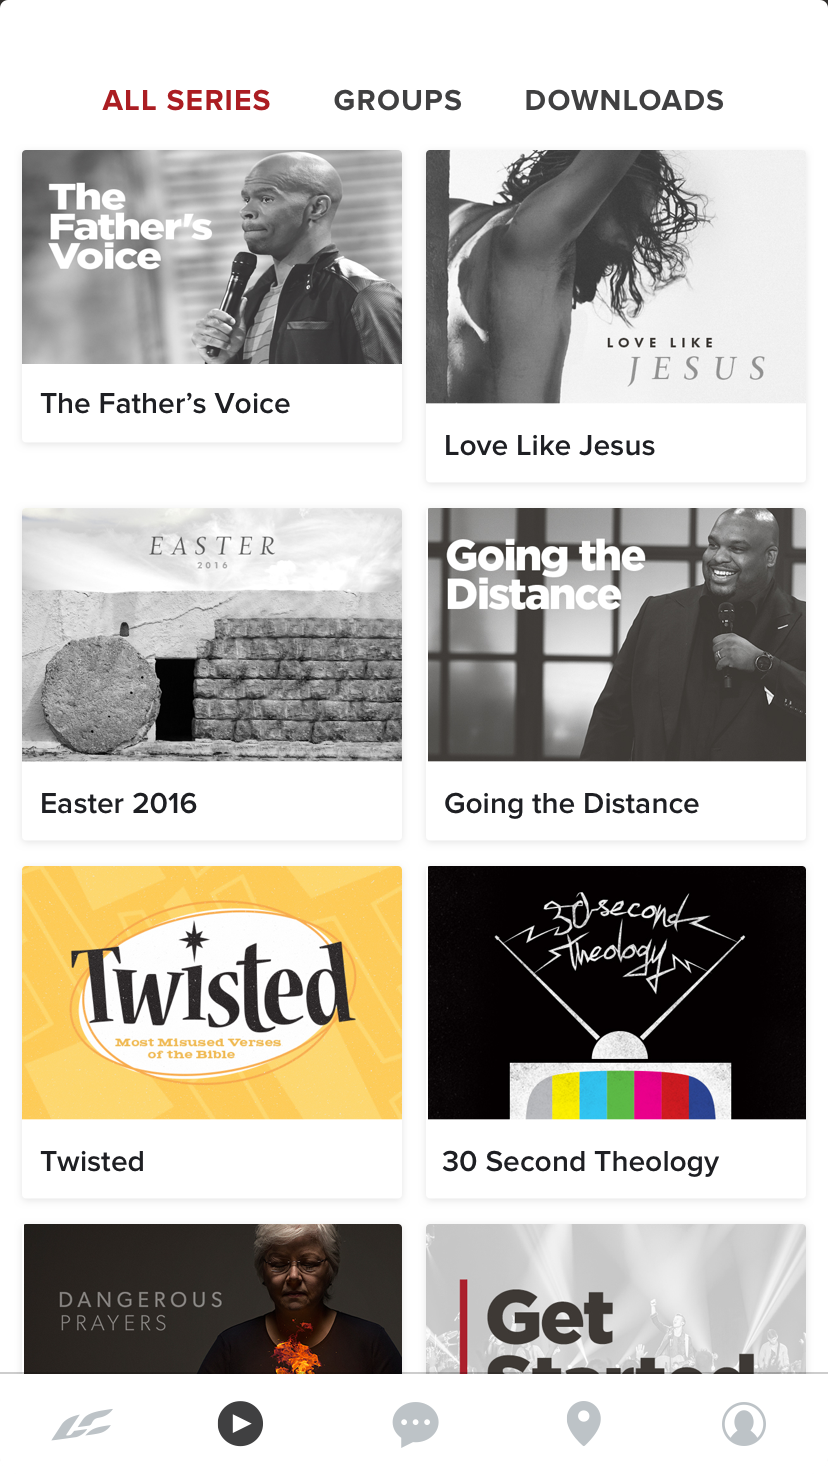 ALL SERIES GROUPS DOWNLOADS
The
Father's
Voice
The Father’s Voice
LOVE LIKE
JESUS
Love Like Jesus
EASTER
2016
Easter 2016
Going the
Distance
Going the Distance
Twisted
Most Misused Verses
of the Bible
Twisted
30-second
theology
30 Second Theology
DANGEROUS
PRAYERS
Get
Started